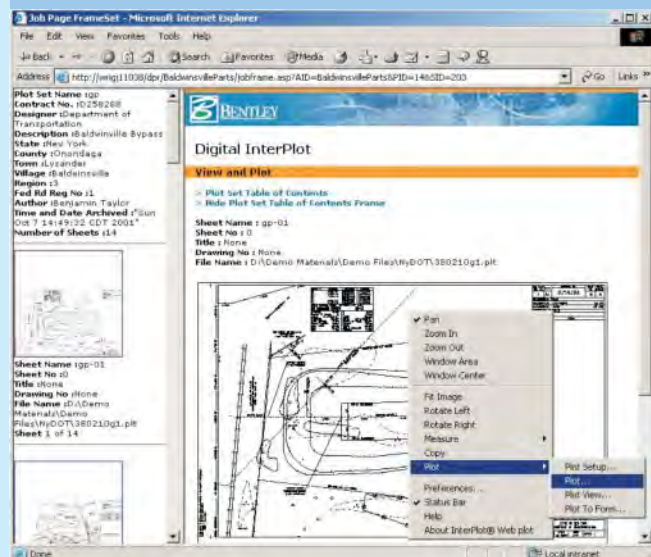 Job Page FrameSet - Microsoft Internet Explorer
File Edit View Favorites Tools Help
Back Search Favorites Media
Address http://wrigj11038/dpr/BaldwinsvilleParts/jobframe.asp?AID=BaldwinsvilleParts&PID=14&SID=203 Go Links »
Plot Set Name :gp
Contract No. :D258288
Designer :Department of
Transportation
Description :Baldwinville Bypass
State :New York
County :Onondaga
Town :Lysander
Village :Baldwinsville
Region :3
Fed Rd Reg No :1
Author :Benjamin Taylor
Time and Date Archived :"Sun
Oct 7 14:49:32 CDT 2001"
Number of Sheets :14
Sheet Name :gp-01
Sheet No :0
Title :None
Drawing No :None
File Name :D:\Demo
Materials\Demo
Files\NyDOT\380210g1.plt
Sheet 1 of 14
BENTLEY
Digital InterPlot
View and Plot
> Plot Set Table of Contents
> Hide Plot Set Table of Contents Frame
Sheet Name : gp-01
Sheet No : 0
Title : None
Drawing No : None
File Name : D:\Demo Materials\Demo Files\NyDOT\380210g1.plt
Pan
Zoom In
Zoom Out
Window Area
Window Center
Fit Image
Rotate Left
Rotate Right
Measure
Copy
Plot
Preferences...
Status Bar
Help
About InterPlot® Web plot
Plot Setup...
Plot...
Plot View...
Plot To Form...
Done
Local intranet